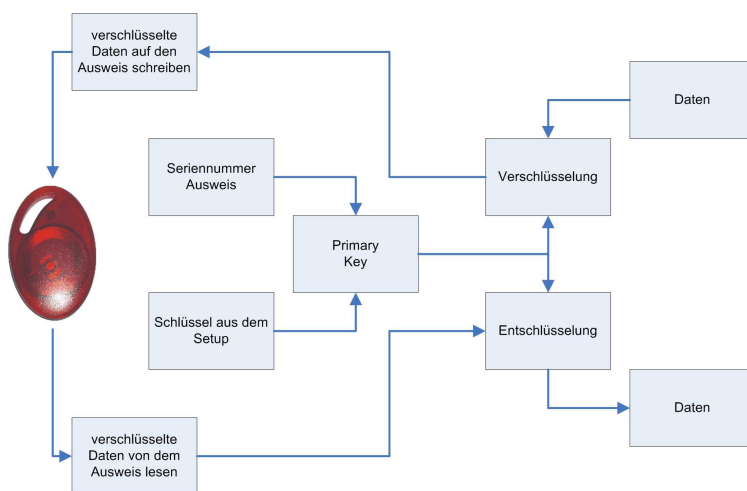 verschlüsselte
Daten auf den
Ausweis schreiben
Daten
Seriennummer
Ausweis
Verschlüsselung
Primary
Key
Schlüssel aus dem
Setup
Entschlüsselung
Daten
verschlüsselte
Daten von dem
Ausweis lesen